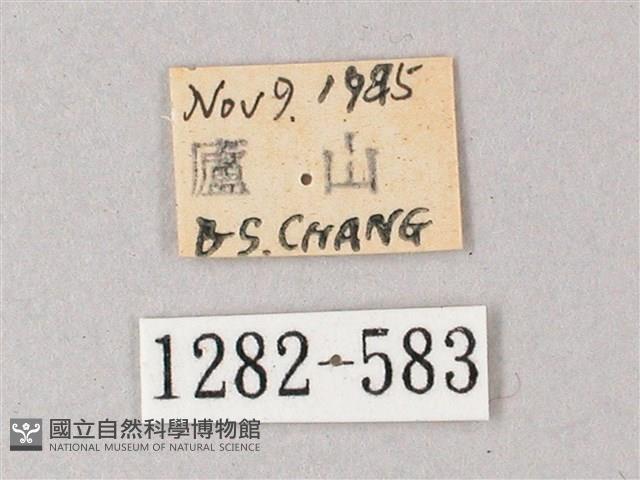 Nov 9. 1985
廬山
B S. CHANG
1282-583
國立自然科學博物館
NATIONAL MUSEUM OF NATURAL SCIENCE